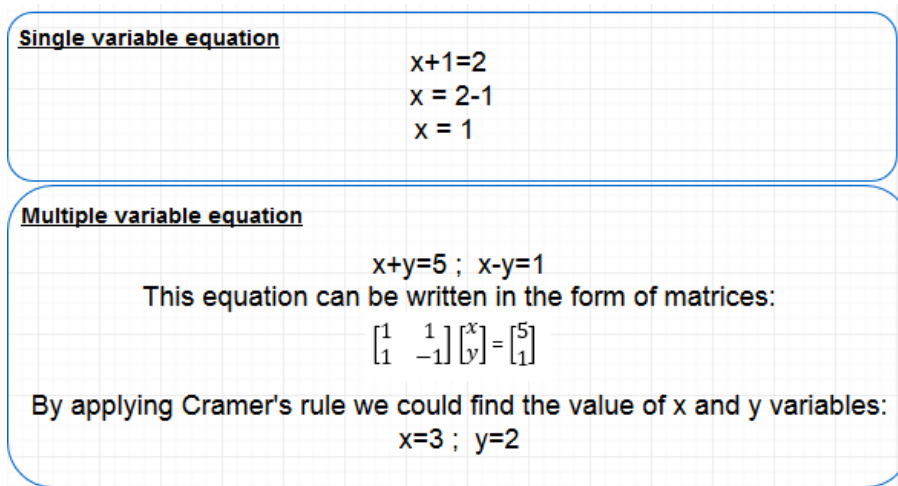 Single variable equation
x+1=2
x = 2-1
x = 1
Multiple variable equation
x+y=5 ; x-y=1
This equation can be written in the form of matrices:
[1 1
1 -1] [x
y] = [5
1]
By applying Cramer's rule we could find the value of x and y variables:
x=3 ; y=2